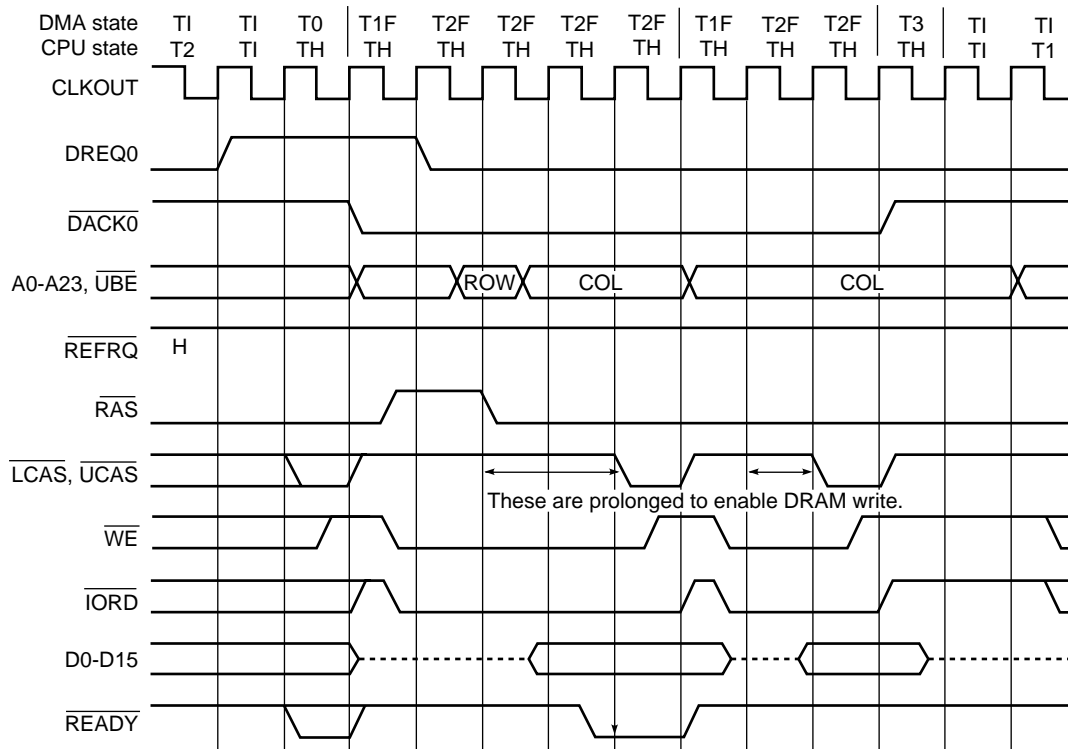 DMA state TI TI T0 T1F T2F T2F T2F T2F T1F T2F T2F T3 TI TI
CPU state T2 TI TH TH TH TH TH TH TH TH TH TH TI T1
CLKOUT
DREQ0
DACK0
A0-A23, UBE ROW COL COL
REFRQ H
RAS
LCAS, UCAS
These are prolonged to enable DRAM write.
WE
IORD
D0-D15
READY